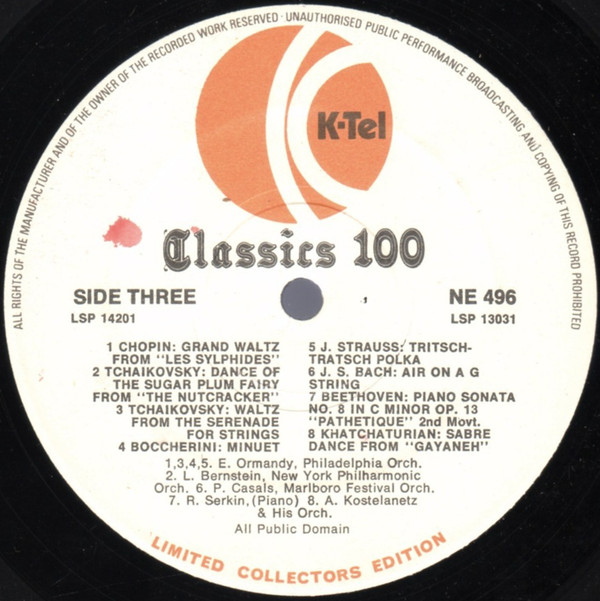 ALL RIGHTS OF THE MANUFACTURER AND OF THE OWNER OF THE RECORDED WORK RESERVED · UNAUTHORISED PUBLIC PERFORMANCE BROADCASTING AND COPYING OF THIS RECORD PROHIBITED
K-Tel
Classics 100
SIDE THREE
LSP 14201
NE 496
LSP 13031
1 CHOPIN: GRAND WALTZ
FROM "LES SYLPHIDES"
2 TCHAIKOVSKY: DANCE OF
THE SUGAR PLUM FAIRY
FROM "THE NUTCRACKER"
3 TCHAIKOVSKY: WALTZ
FROM THE SERENADE
FOR STRINGS
4 BOCCHERINI: MINUET
5 J. STRAUSS: TRITSCH-
TRATSCH POLKA
6 J. S. BACH: AIR ON A G
STRING
7 BEETHOVEN: PIANO SONATA
NO. 8 IN C MINOR OP. 13
"PATHETIQUE" 2nd Movt.
8 KHATCHATURIAN: SABRE
DANCE FROM "GAYANEH"
1,3,4,5. E. Ormandy, Philadelphia Orch.
2. L. Bernstein, New York Philharmonic
Orch. 6. P. Casals, Marlboro Festival Orch.
7. R. Serkin,(Piano) 8. A. Kostelanetz
& His Orch.
All Public Domain
LIMITED COLLECTORS EDITION